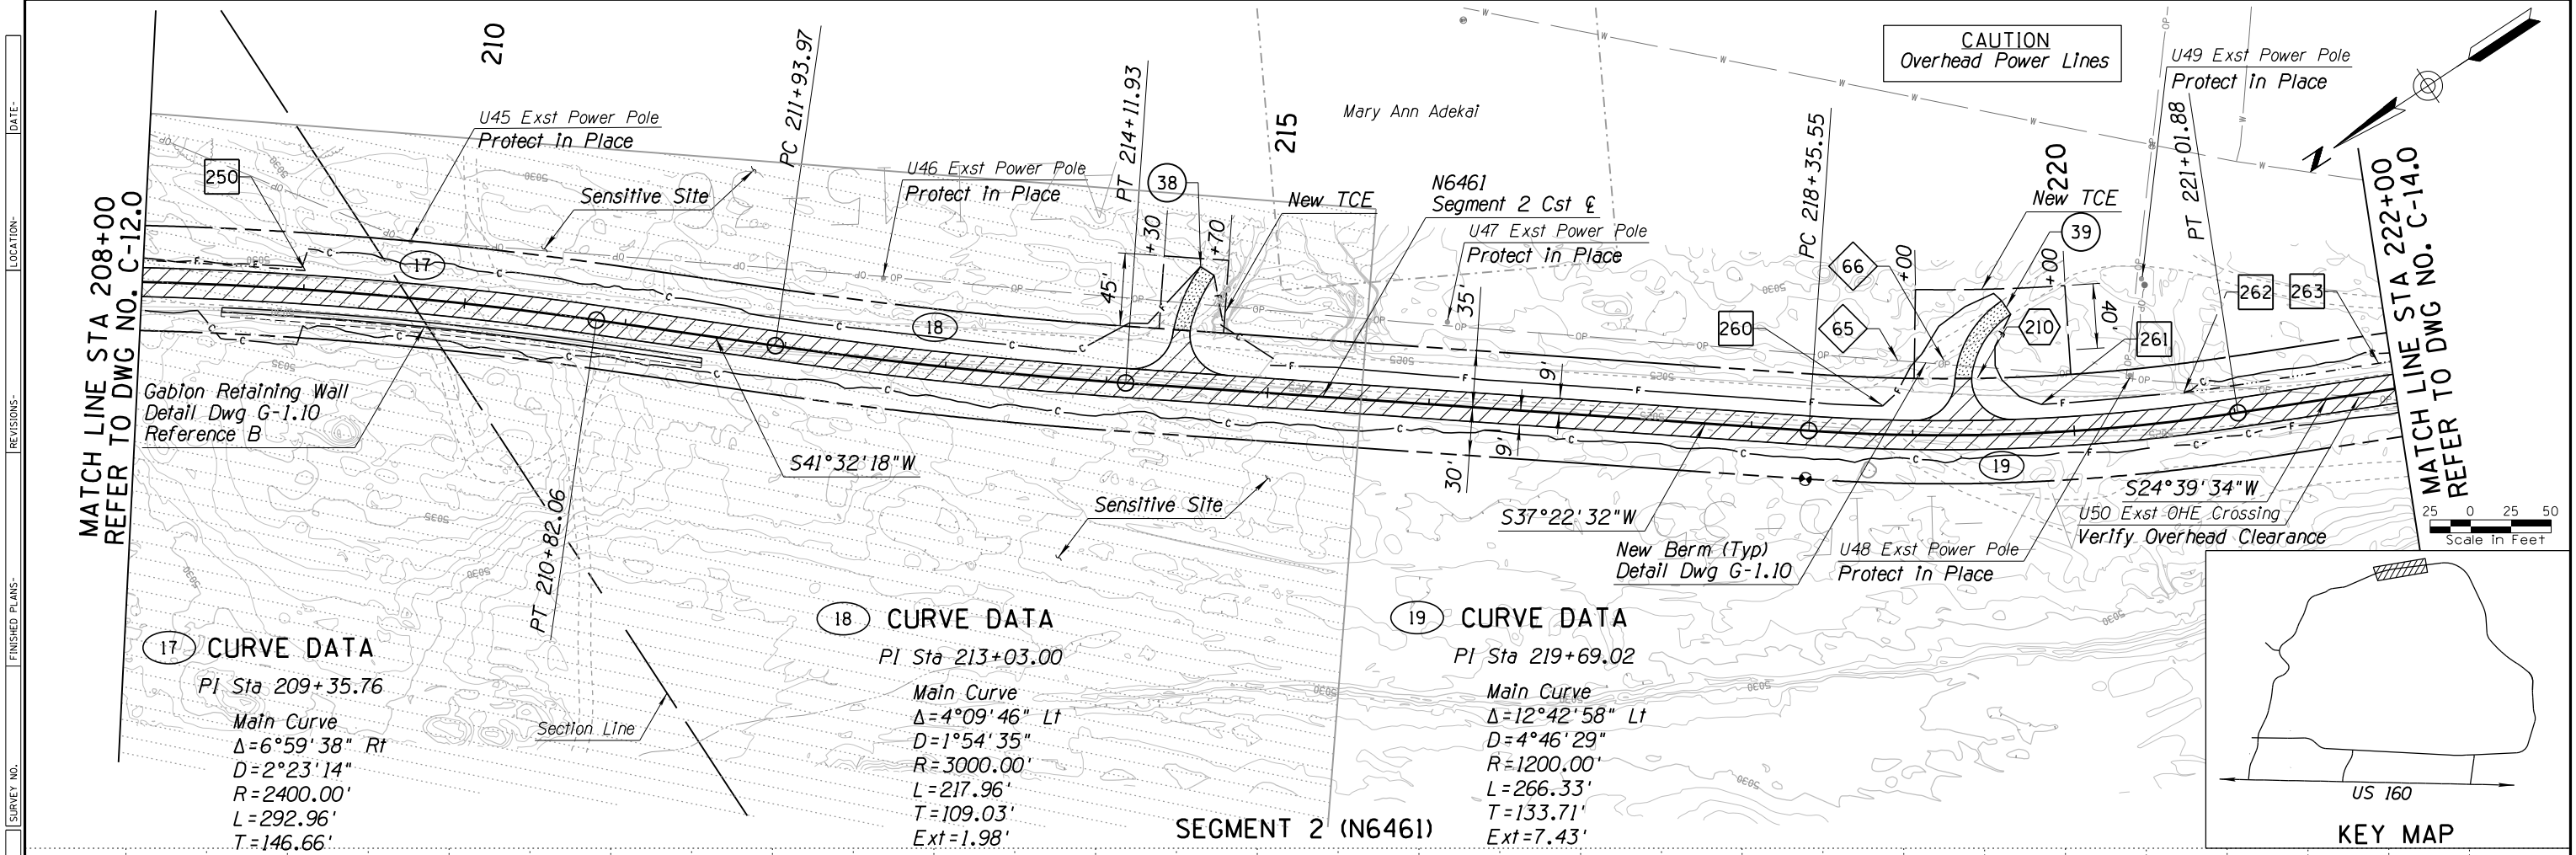 DATE-
LOCATION-
REVISIONS-
FINISHED PLANS-
SURVEY NO.
MATCH LINE STA 208+00
REFER TO DWG NO. C-12.0
210
250
U45 Exst Power Pole
Protect in Place
Sensitive Site
17
PC 211+93.97
U46 Exst Power Pole
Protect in Place
18
PT 214+11.93
38
+30
+70
45'
215
New TCE
Mary Ann Adekai
N6461
Segment 2 Cst ℄
U47 Exst Power Pole
Protect in Place
35'
30'
9'
9'
CAUTION
Overhead Power Lines
PC 218+35.55
260
66
65
+00
220
New TCE
39
+00
210
40'
261
U49 Exst Power Pole
Protect in Place
PT 221+01.88
262
263
N
MATCH LINE STA 222+00
REFER TO DWG NO. C-14.0
Gabion Retaining Wall
Detail Dwg G-1.10
Reference B
S41°32'18"W
PT 210+82.06
Sensitive Site
S37°22'32"W
New Berm (Typ)
Detail Dwg G-1.10
U48 Exst Power Pole
Protect in Place
19
S24°39'34"W
U50 Exst OHE Crossing
Verify Overhead Clearance
25 0 25 50
Scale in Feet
Section Line
17 CURVE DATA
PI Sta 209+35.76
Main Curve
Δ=6°59'38" Rt
D=2°23'14"
R=2400.00'
L=292.96'
T=146.66'
18 CURVE DATA
PI Sta 213+03.00
Main Curve
Δ=4°09'46" Lt
D=1°54'35"
R=3000.00'
L=217.96'
T=109.03'
Ext=1.98'
19 CURVE DATA
PI Sta 219+69.02
Main Curve
Δ=12°42'58" Lt
D=4°46'29"
R=1200.00'
L=266.33'
T=133.71'
Ext=7.43'
SEGMENT 2 (N6461)
US 160
KEY MAP